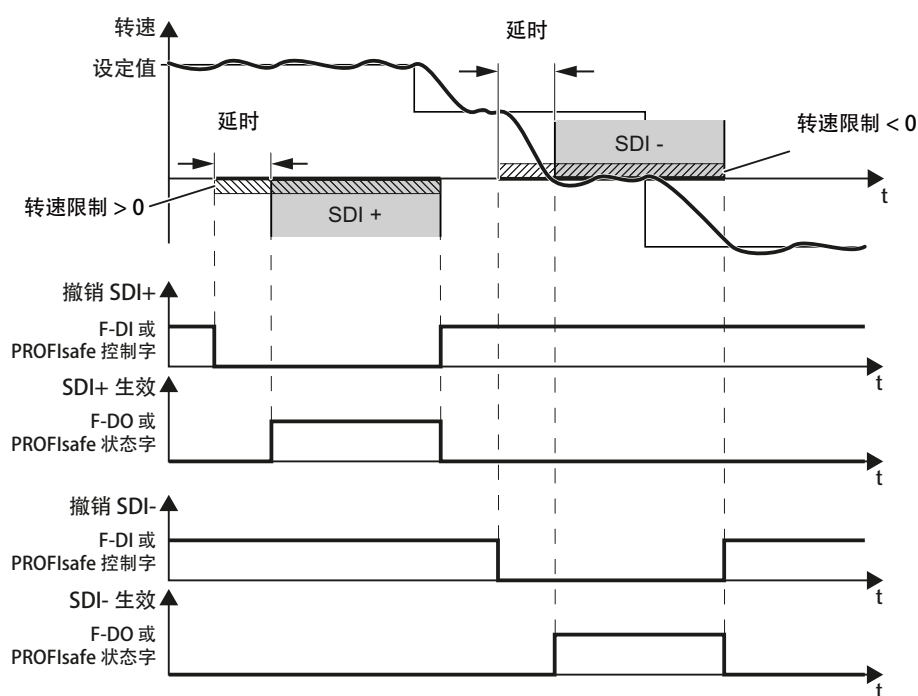 转速
延时
设定值
延时
SDI -
转速限制 < 0
t
转速限制 > 0
SDI +
撤销 SDI+
F-DI 或
PROFIsafe 控制字
t
SDI+ 生效
F-DO 或
PROFIsafe 状态字
t
撤销 SDI-
F-DI 或
PROFIsafe 控制字
t
SDI- 生效
F-DO 或
PROFIsafe 状态字
t